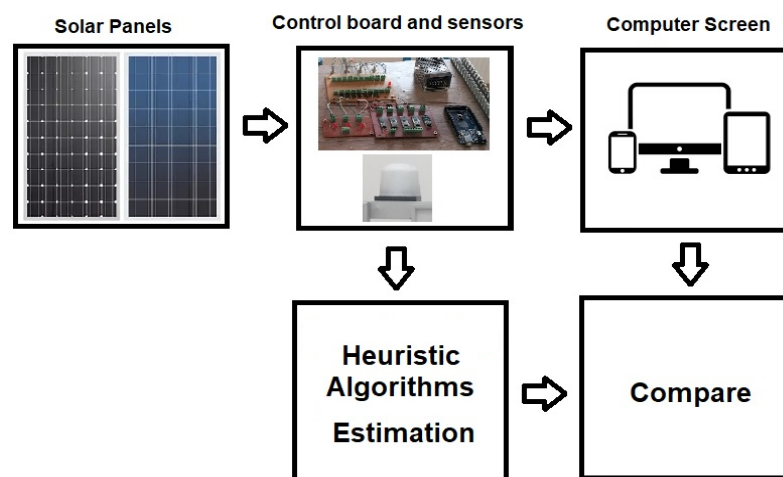 Solar Panels
Control board and sensors
Computer Screen
Heuristic
Algorithms
Estimation
Compare